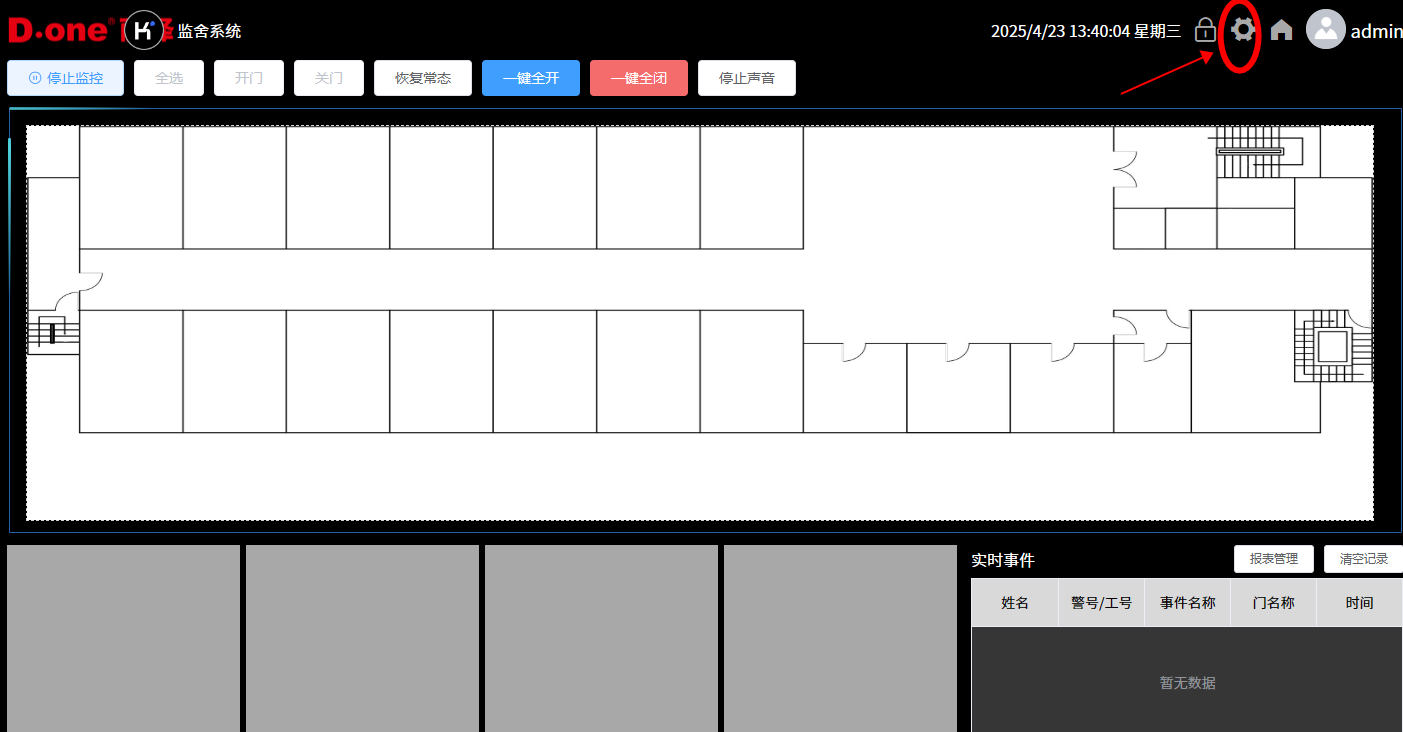 D·one® 监舍系统
2025/4/23 13:40:04 星期三 admin
停止监控 全选 开门 关门 恢复常态 一键全开 一键全闭 停止声音
实时事件 报表管理 清空记录
姓名 警号/工号 事件名称 门名称 时间
暂无数据